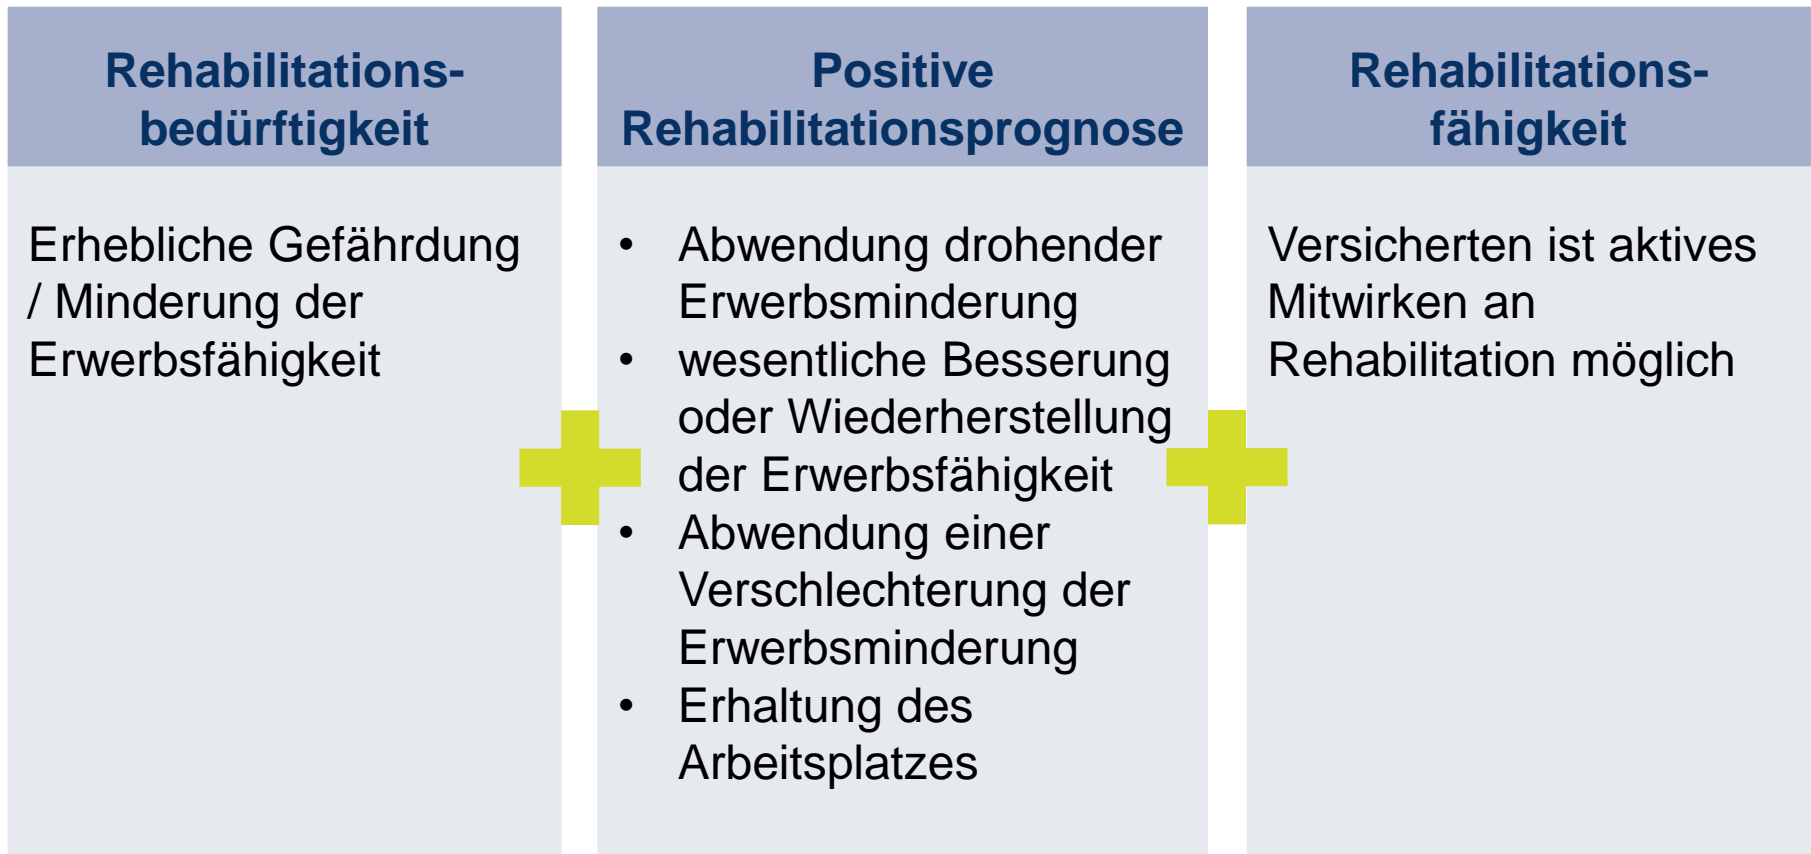 Rehabilitations-
bedürftigkeit
Erhebliche Gefährdung
/ Minderung der
Erwerbsfähigkeit
Positive
Rehabilitationsprognose
• Abwendung drohender
Erwerbsminderung
• wesentliche Besserung
oder Wiederherstellung
der Erwerbsfähigkeit
• Abwendung einer
Verschlechterung der
Erwerbsminderung
• Erhaltung des
Arbeitsplatzes
Rehabilitations-
fähigkeit
Versicherten ist aktives
Mitwirken an
Rehabilitation möglich